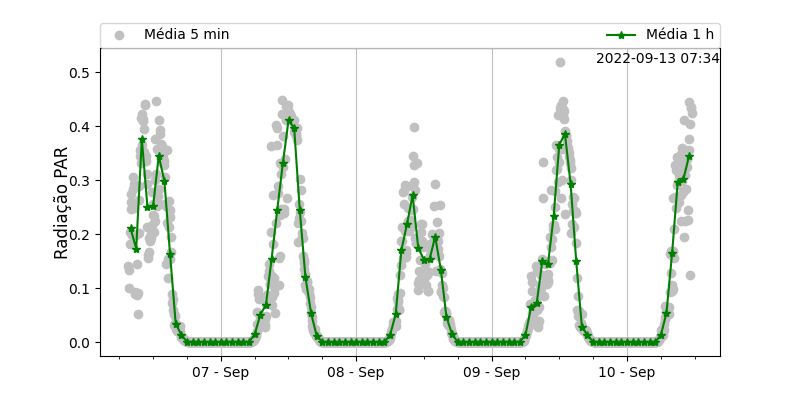 Média 5 min
Média 1 h
2022-09-13 07:34
Radiação PAR
0.5
0.4
0.3
0.2
0.1
0.0
07 - Sep
08 - Sep
09 - Sep
10 - Sep